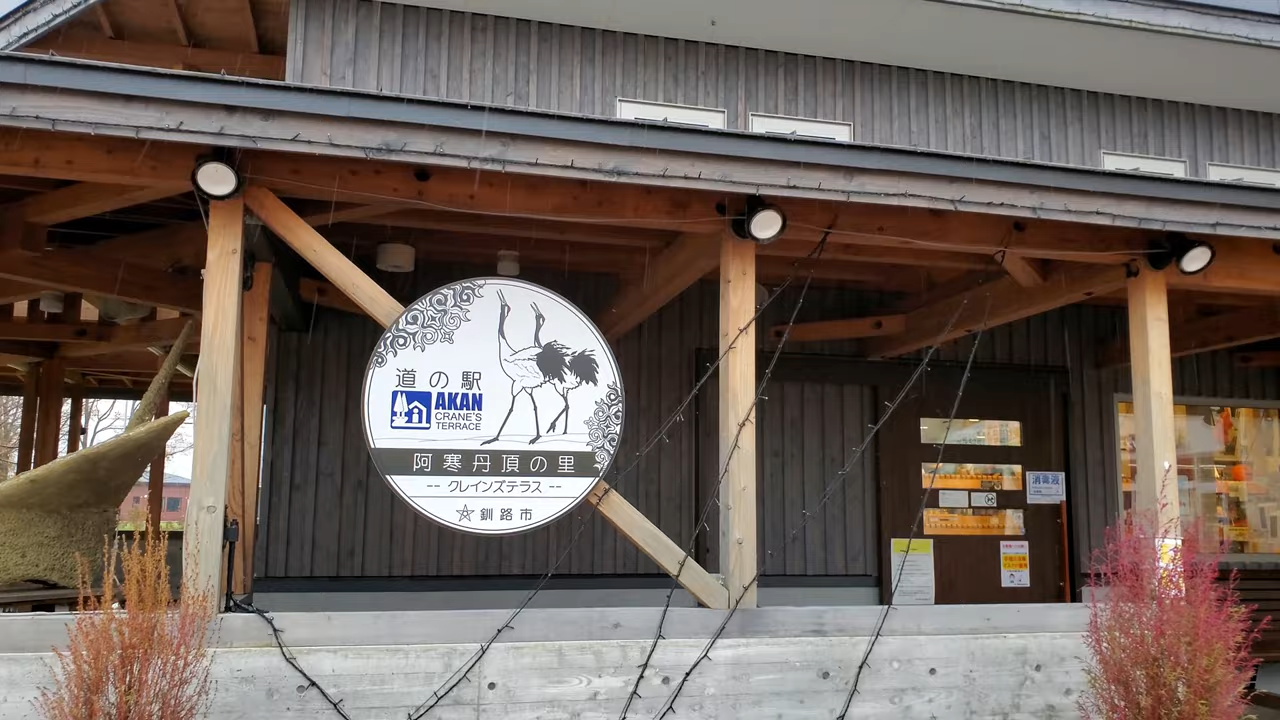 道の駅
AKAN
CRANE'S
TERRACE
阿寒丹頂の里
-- クレインズテラス --
釧路市
消毒液